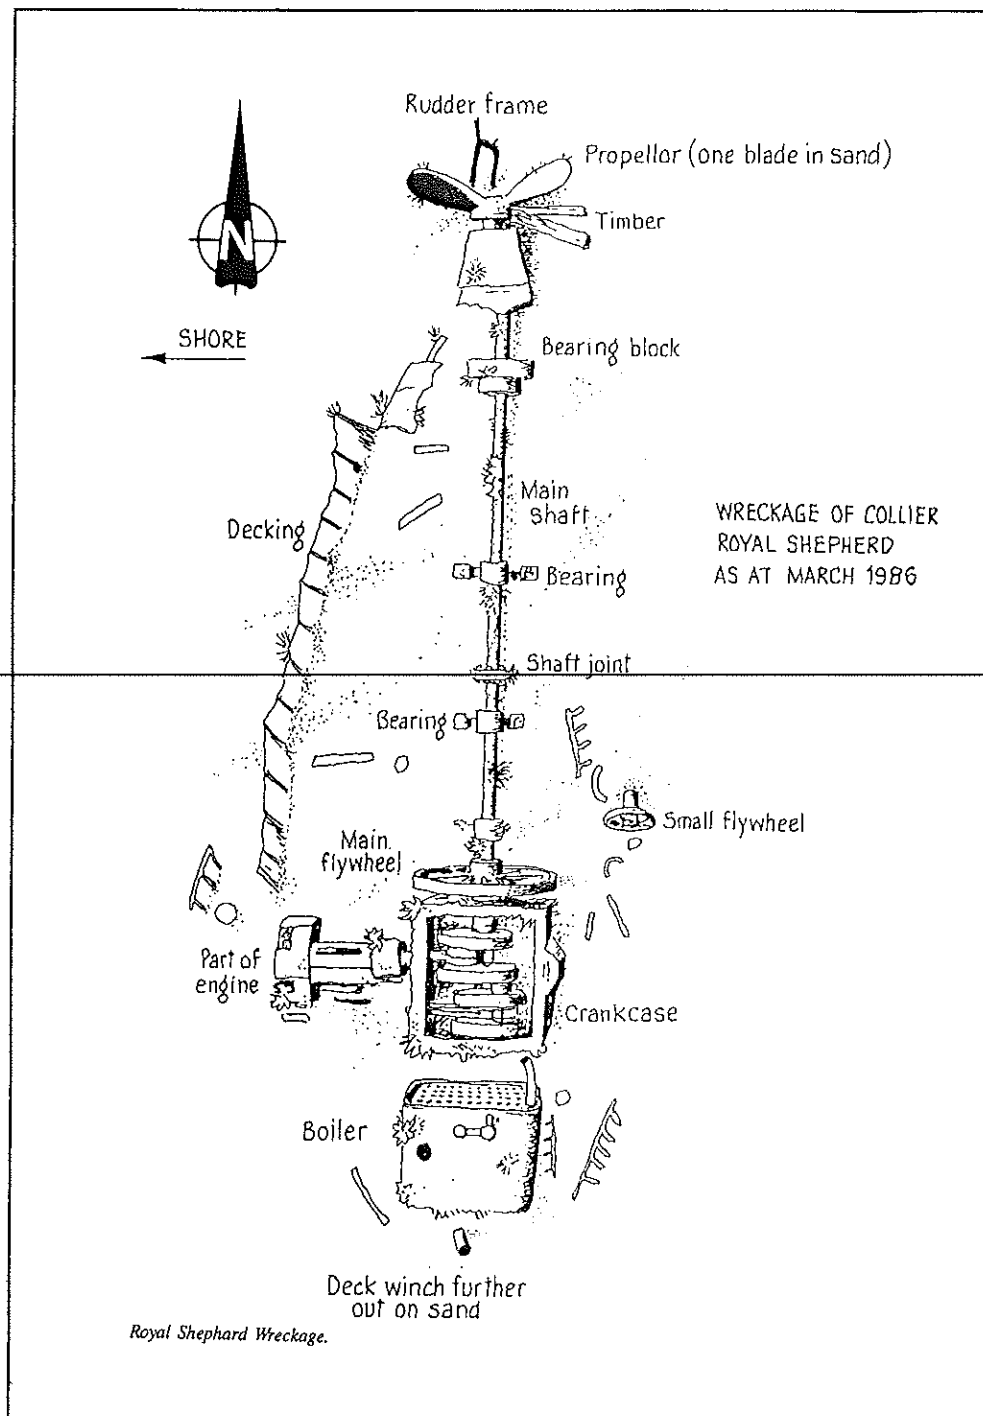 Rudder frame
Propellor (one blade in sand)
Timber
N
SHORE
Bearing block
Main
shaft
Decking
WRECKAGE OF COLLIER
ROYAL SHEPHERD
AS AT MARCH 1986
Bearing
Shaft joint
Bearing
Small flywheel
Main
flywheel
Part of
engine
Crankcase
Boiler
Deck winch further
out on sand
Royal Shephard Wreckage.